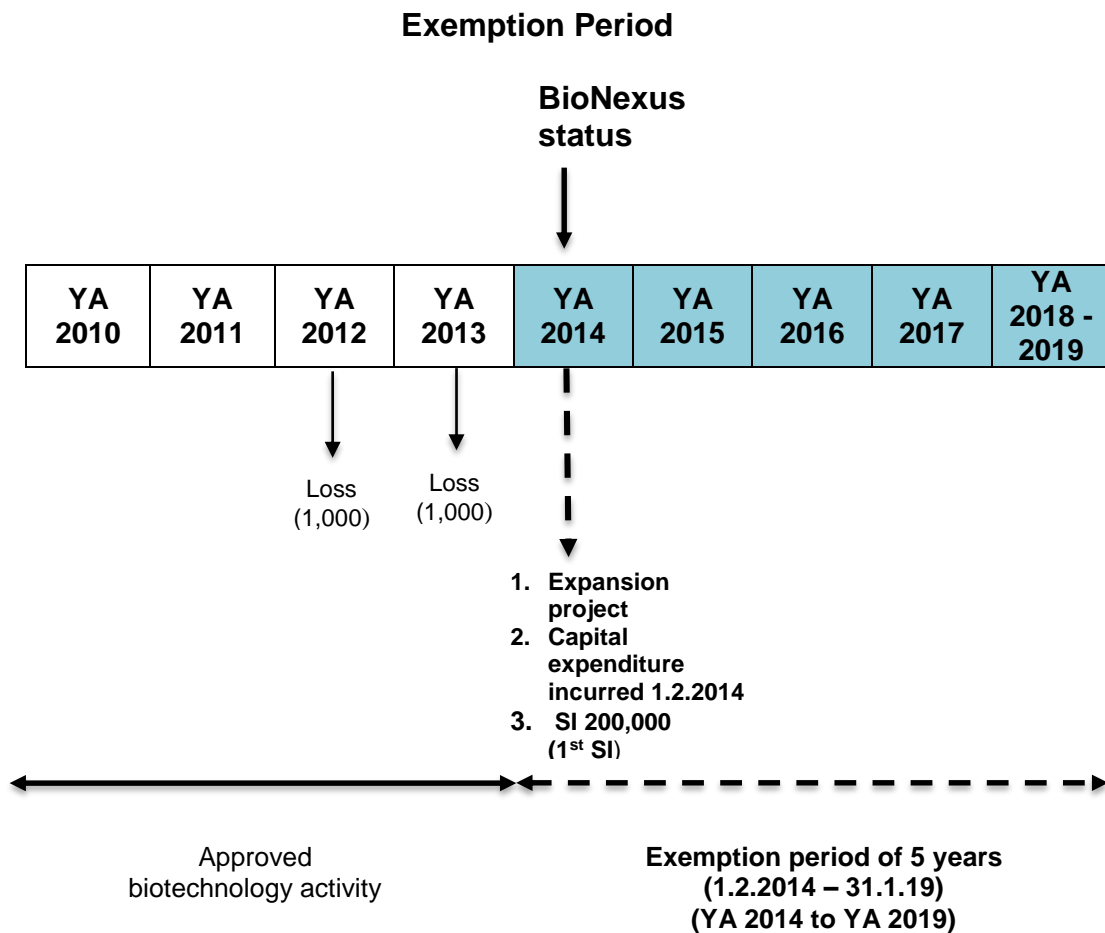 Exemption Period
BioNexus
status
YA
2010
YA
2011
YA
2012
YA
2013
YA
2014
YA
2015
YA
2016
YA
2017
YA
2018 -
2019
Loss
(1,000)
Loss
(1,000)
1. Expansion
project
2. Capital
expenditure
incurred 1.2.2014
3. SI 200,000
(1st SI)
Approved
biotechnology activity
Exemption period of 5 years
(1.2.2014 – 31.1.19)
(YA 2014 to YA 2019)